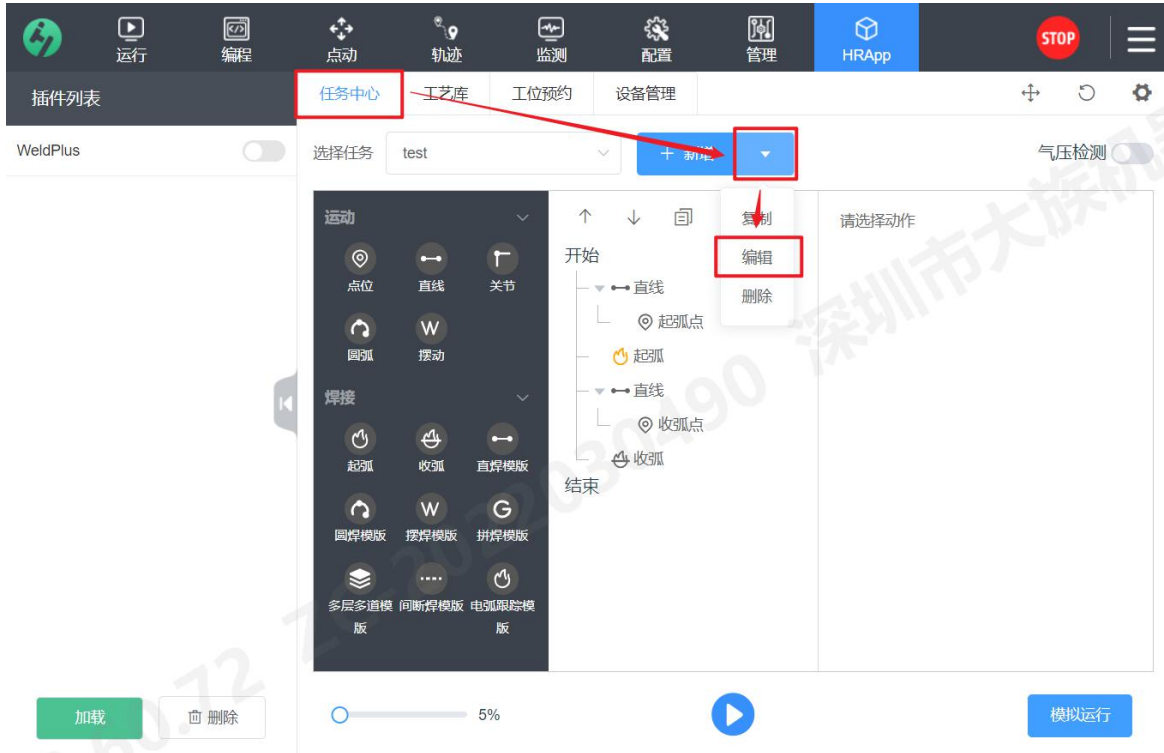 运行 编程 点动 轨迹 监测 配置 管理 HRApp STOP
插件列表 任务中心 工艺库 工位预约 设备管理
WeldPlus 选择任务 test + 新增 气压检测
运动 复制 请选择动作
开始 编辑
点位 直线 关节 直线 删除
起弧点
圆弧 摆动 起弧
焊接 直线
收弧点
起弧 收弧 直焊模版 收弧
结束
圆焊模版 摆焊模版 拼焊模版
多层多道模版 间断焊模版 电弧跟踪模版
加载 删除 5% 模拟运行
深圳市大族机器
ZC-2022030490
.60.72